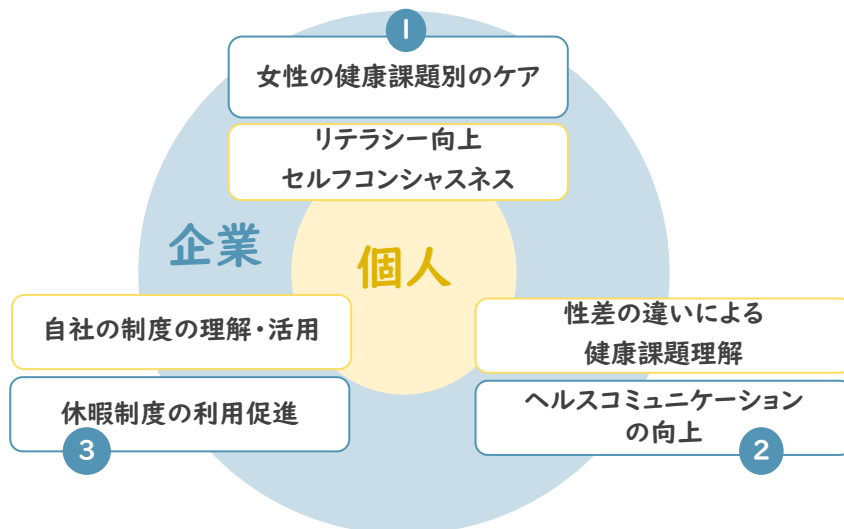 1
女性の健康課題別のケア
リテラシー向上
セルフコンシャスネス
企業
個人
自社の制度の理解・活用
休暇制度の利用促進
3
性差の違いによる
健康課題理解
ヘルスコミュニケーション
の向上
2